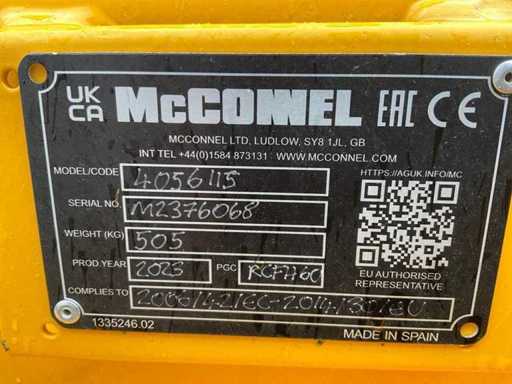 UK CA McCONNEL EAC CE
MCCONNEL LTD, LUDLOW, SY8 1JL, GB
INT TEL +44(0)1584 873131 WWW.MCCONNEL.COM
MODEL/CODE 4056115
SERIAL NO. M2376068
WEIGHT (KG) 505
PROD.YEAR 2023 PGC
COMPLIES TO 2006/42/EC-2014/30/EU
1335246.02
HTTPS://AGUK.INFO/MC
EU AUTHORISED
REPRESENTATIVE
MADE IN SPAIN